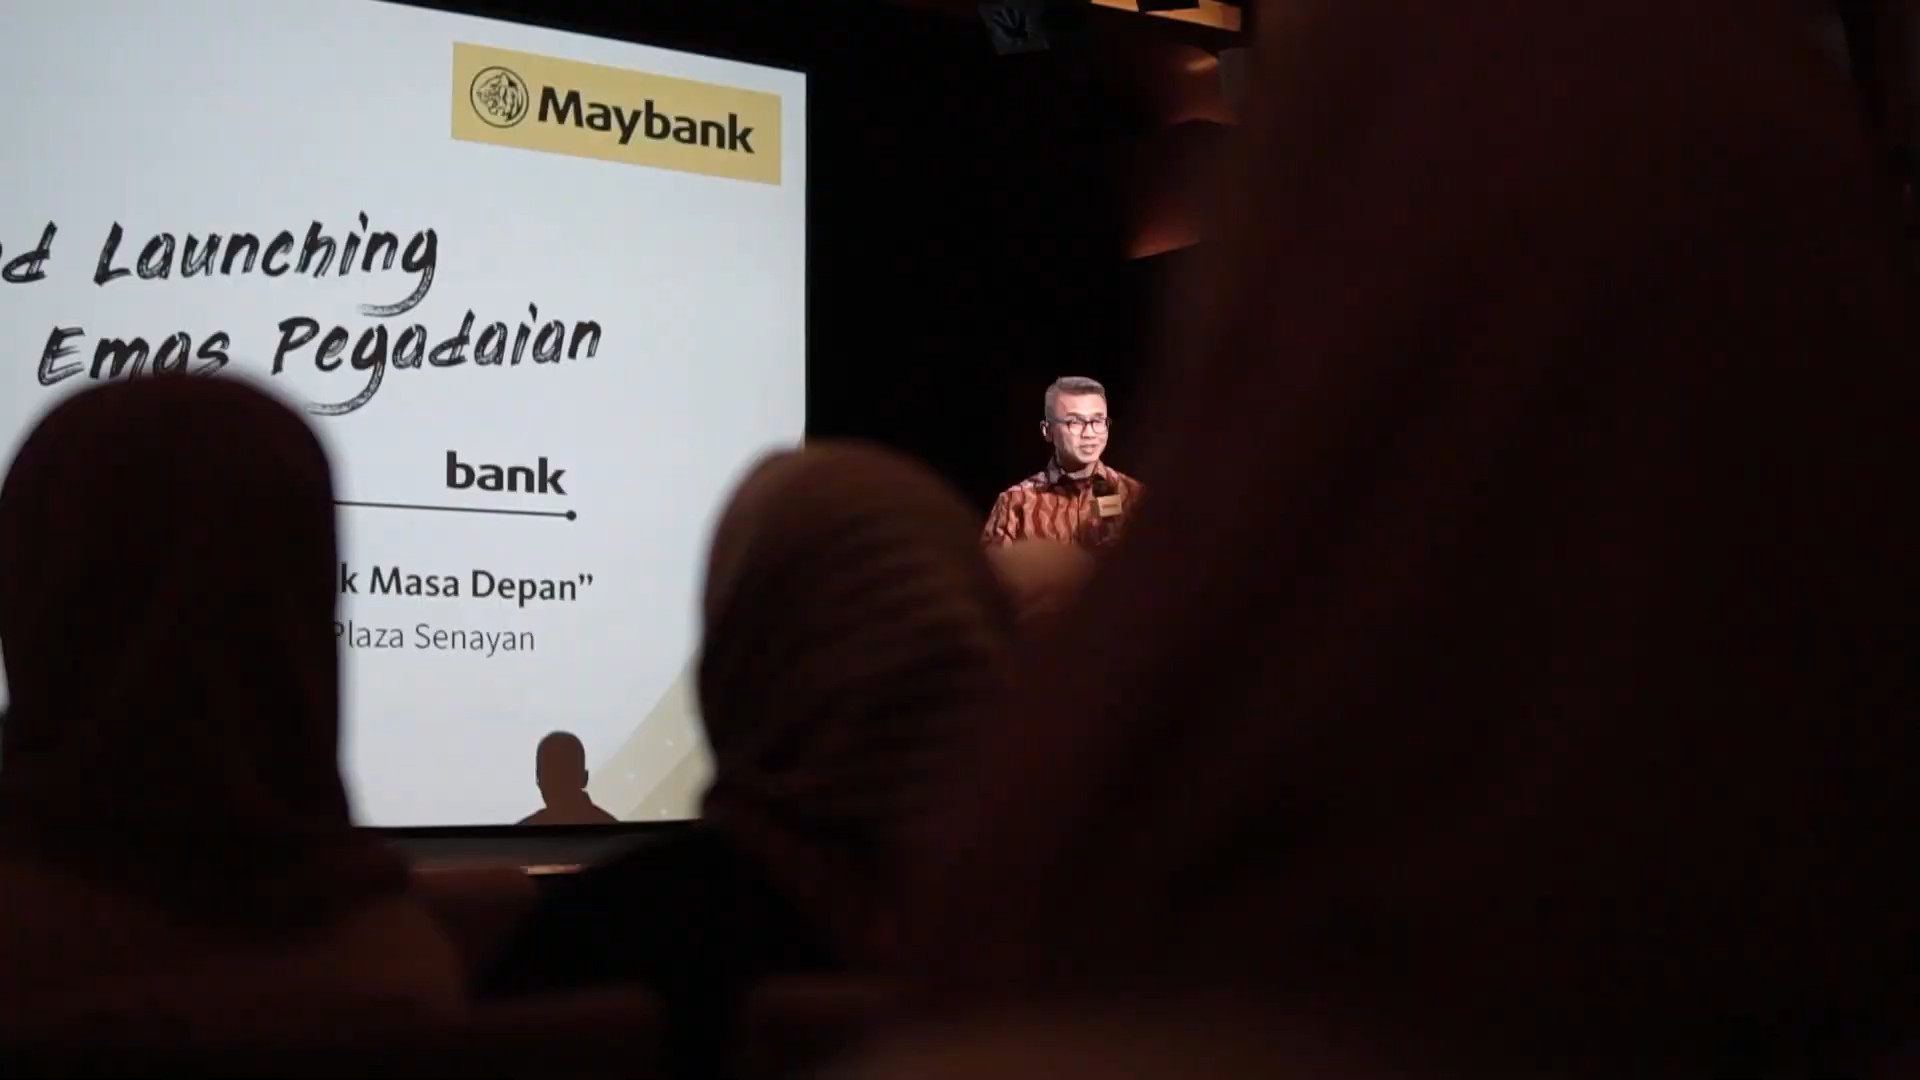 Maybank
d Launching
Emas Pegadaian
bank
k Masa Depan”
Plaza Senayan